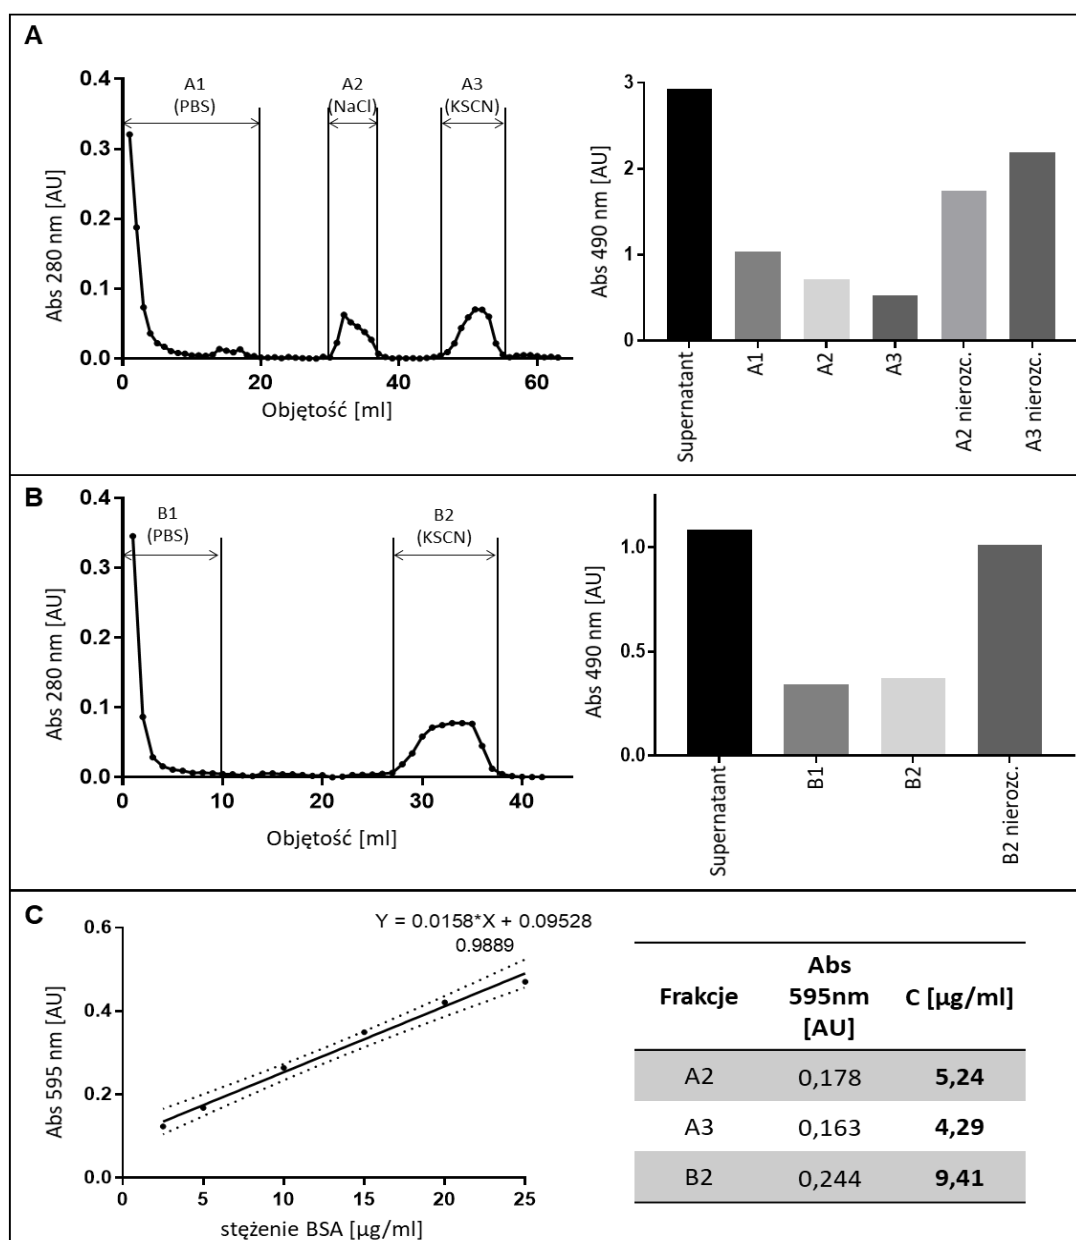 A
A1
(PBS)
A2
(NaCl)
A3
(KSCN)
Abs 280 nm [AU]
0.4
0.3
0.2
0.1
0.0
0 20 40 60
Objętość [ml]
Abs 490 nm [AU]
3
2
1
0
Supernatant
A1
A2
A3
A2 nierozc.
A3 nierozc.
B
B1
(PBS)
B2
(KSCN)
Abs 280 nm [AU]
0.4
0.3
0.2
0.1
0.0
0 10 20 30 40
Objętość [ml]
Abs 490 nm [AU]
1.0
0.5
0.0
Supernatant
B1
B2
B2 nierozc.
C
Y = 0.0158*X + 0.09528
0.9889
Abs 595 nm [AU]
0.6
0.4
0.2
0.0
0 5 10 15 20 25
stężenie BSA [µg/ml]
Frakcje Abs 595nm [AU] C [µg/ml]
A2 0,178 5,24
A3 0,163 4,29
B2 0,244 9,41